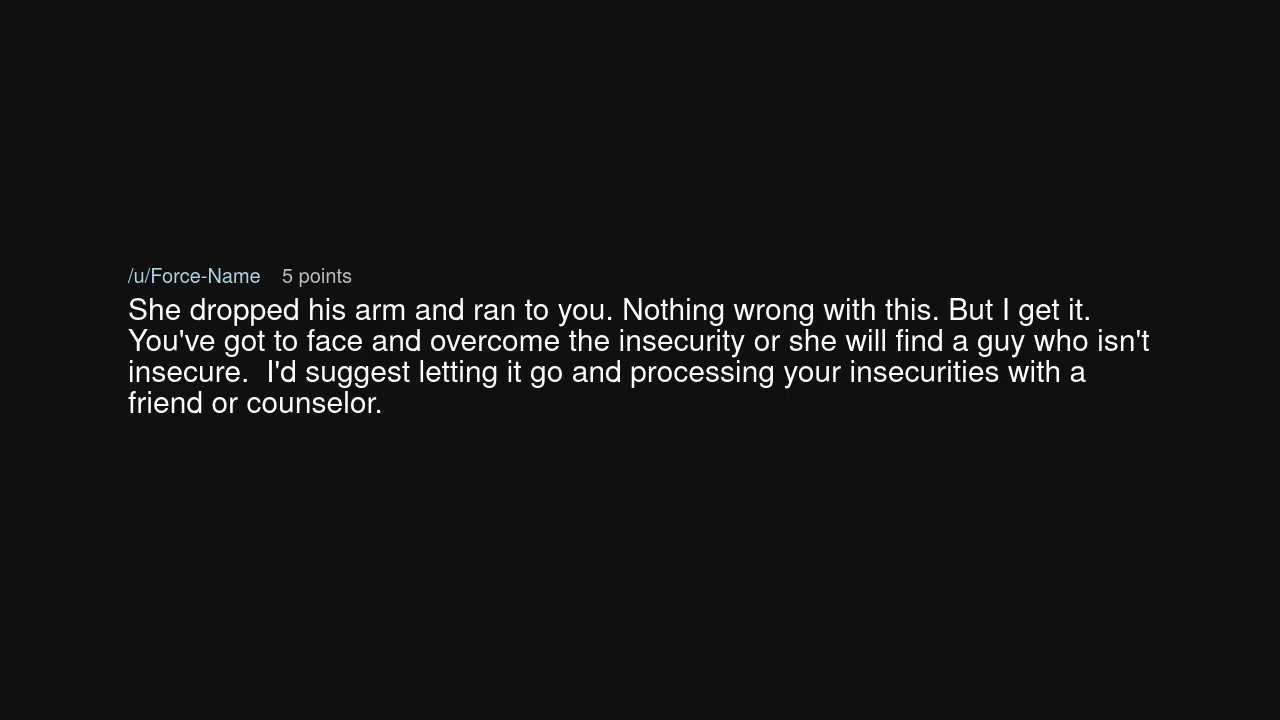 /u/Force-Name 5 points
She dropped his arm and ran to you. Nothing wrong with this. But I get it.
You've got to face and overcome the insecurity or she will find a guy who isn't
insecure.  I'd suggest letting it go and processing your insecurities with a
friend or counselor.